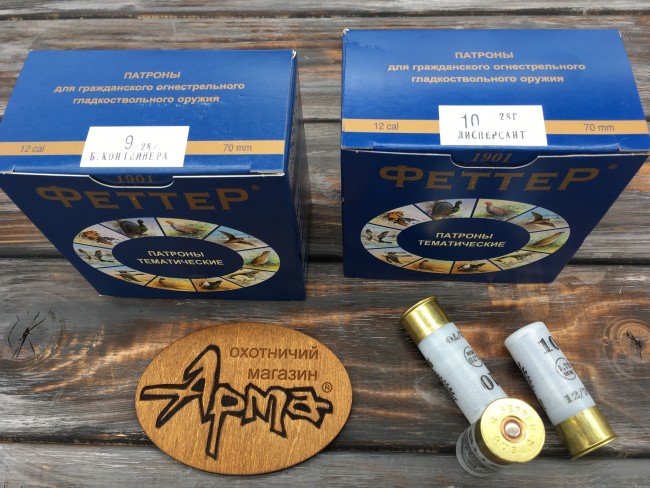 ПАТРОНЫ
для гражданского огнестрельного
гладкоствольного оружия
9 28г
Б. КОНТЕЙНЕРА
12 cal
70 mm
1901
ФЕТТЕР®
ПАТРОНЫ
ТЕМАТИЧЕСКИЕ
ПАТРОНЫ
для гражданского огнестрельного
гладкоствольного оружия
10 28Г
ДИСПЕРСАНТ
12 cal
70 mm
1901
ФЕТТЕР®
ПАТРОНЫ
ТЕМАТИЧЕСКИЕ
охотничий
магазин
Ярма®
10
12/70